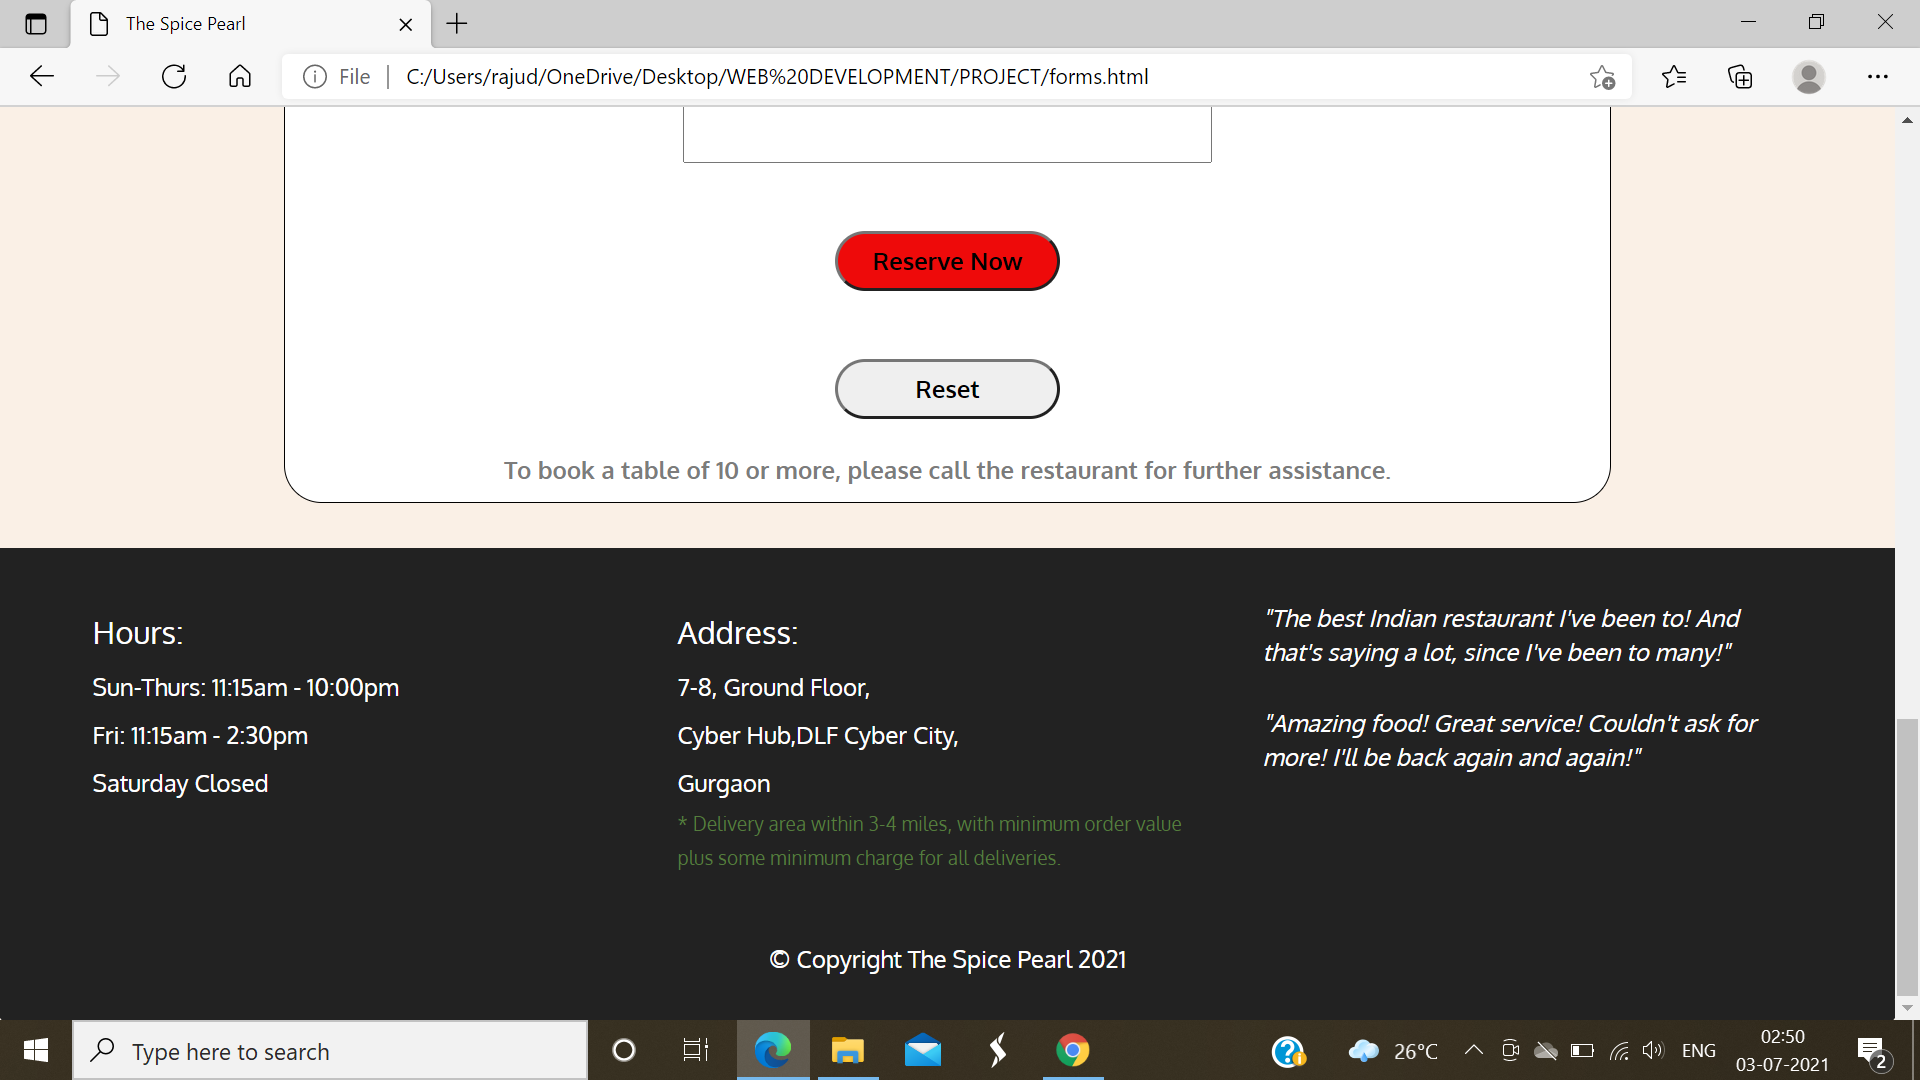 The Spice Pearl
File
C:/Users/rajud/OneDrive/Desktop/WEB%20DEVELOPMENT/PROJECT/forms.html
Reserve Now
Reset
To book a table of 10 or more, please call the restaurant for further assistance.
Hours:
Sun-Thurs: 11:15am - 10:00pm
Fri: 11:15am - 2:30pm
Saturday Closed
Address:
7-8, Ground Floor,
Cyber Hub,DLF Cyber City,
Gurgaon
* Delivery area within 3-4 miles, with minimum order value
plus some minimum charge for all deliveries.
"The best Indian restaurant I've been to! And
that's saying a lot, since I've been to many!"
"Amazing food! Great service! Couldn't ask for
more! I'll be back again and again!"
© Copyright The Spice Pearl 2021
Type here to search
26°C
ENG
02:50
03-07-2021
2